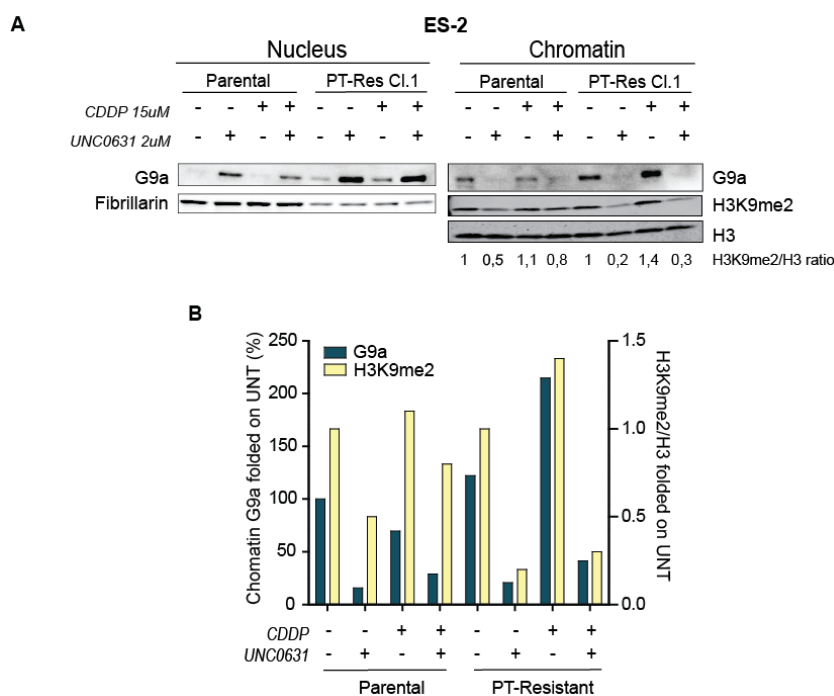 A
ES-2
Nucleus Chromatin
Parental PT-Res Cl.1 Parental PT-Res Cl.1
CDDP 15uM - - + + - - + + - - + + - - + +
UNC0631 2uM - + - + - + - + - + - + - + - +
G9a G9a
Fibrillarin H3K9me2
H3
1 0,5 1,1 0,8 1 0,2 1,4 0,3 H3K9me2/H3 ratio
B
Chomatin G9a folded on UNT (%)
250
200
150
100
50
0
G9a
H3K9me2
1.5
1.0
0.5
0.0
H3K9me2/H3 folded on UNT
CDDP - - + + - - + +
UNC0631 - + - + - + - +
Parental PT-Resistant